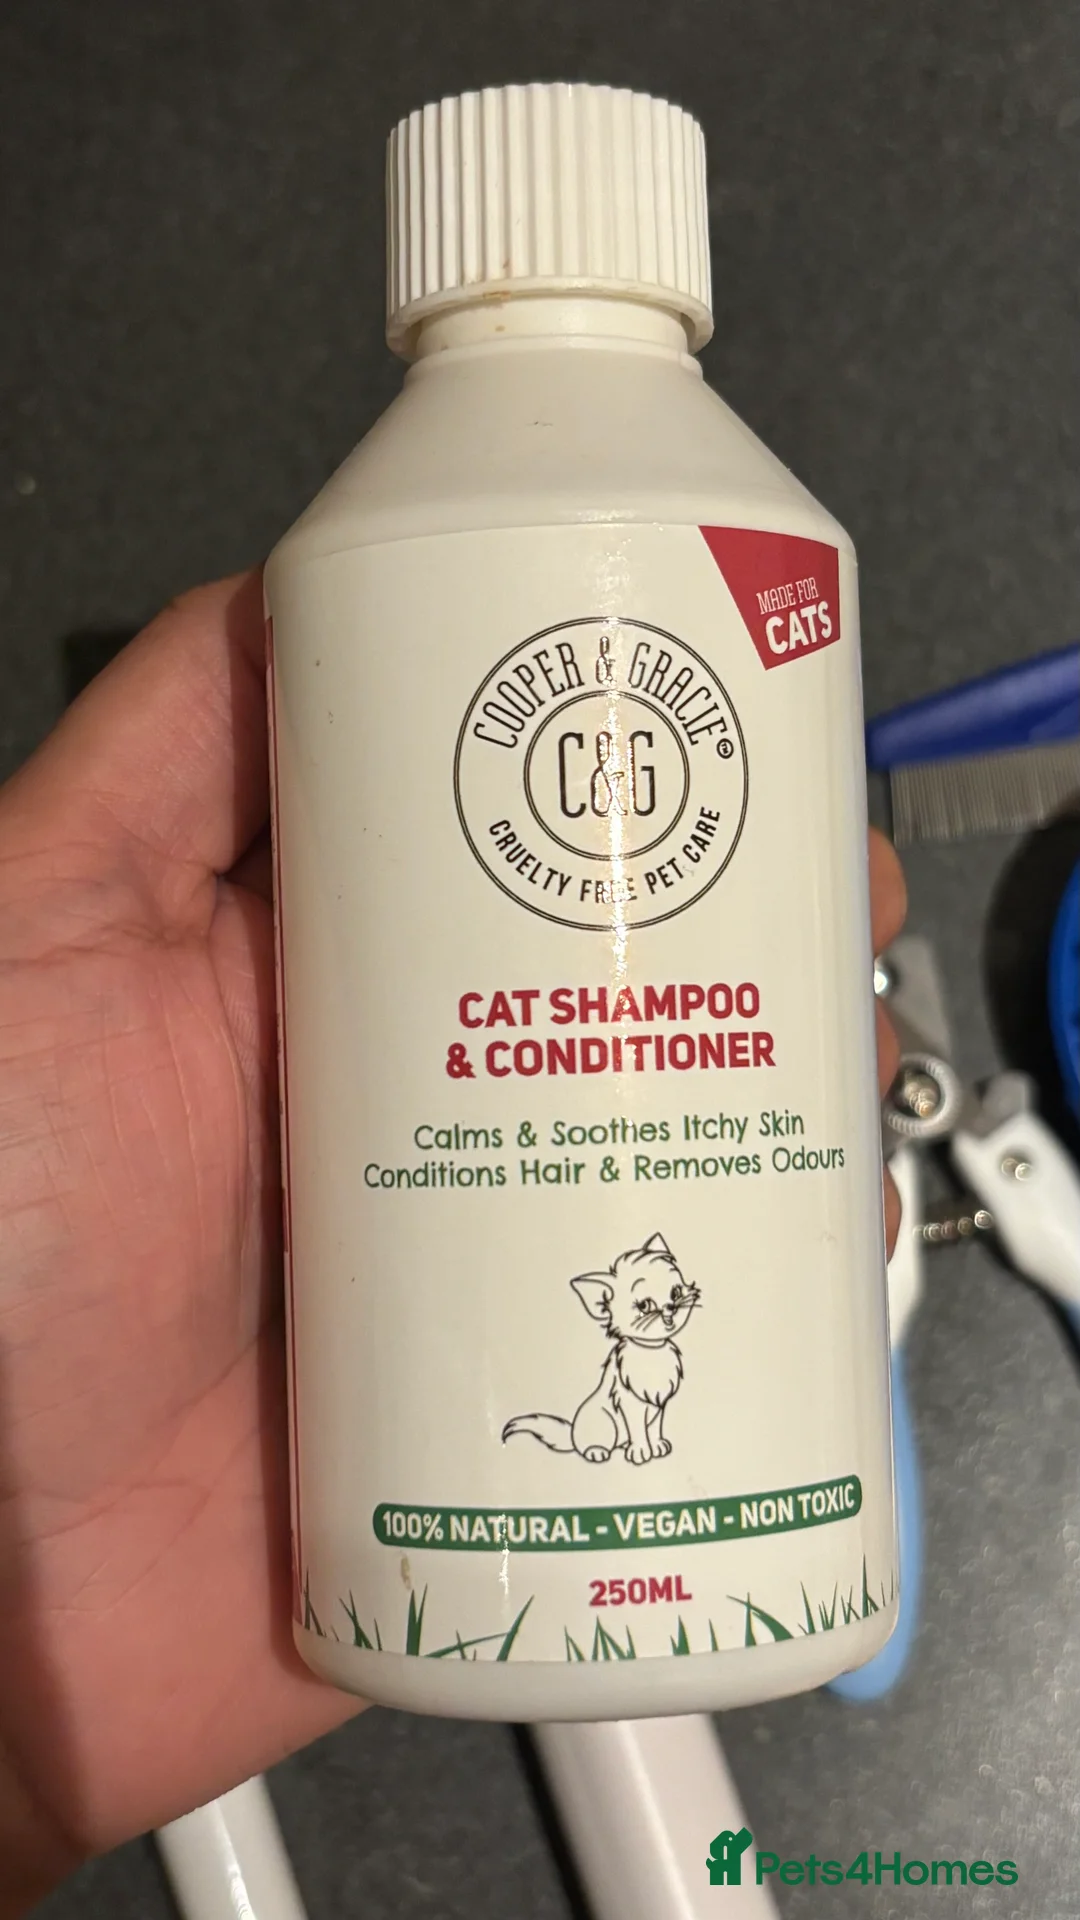 MADE FOR
CATS
COOPER & GRACIE®
C&G
CRUELTY FREE PET CARE
CAT SHAMPOO
& CONDITIONER
Calms & Soothes Itchy Skin
Conditions Hair & Removes Odours
100% NATURAL - VEGAN - NON TOXIC
250ML
Pets4Homes